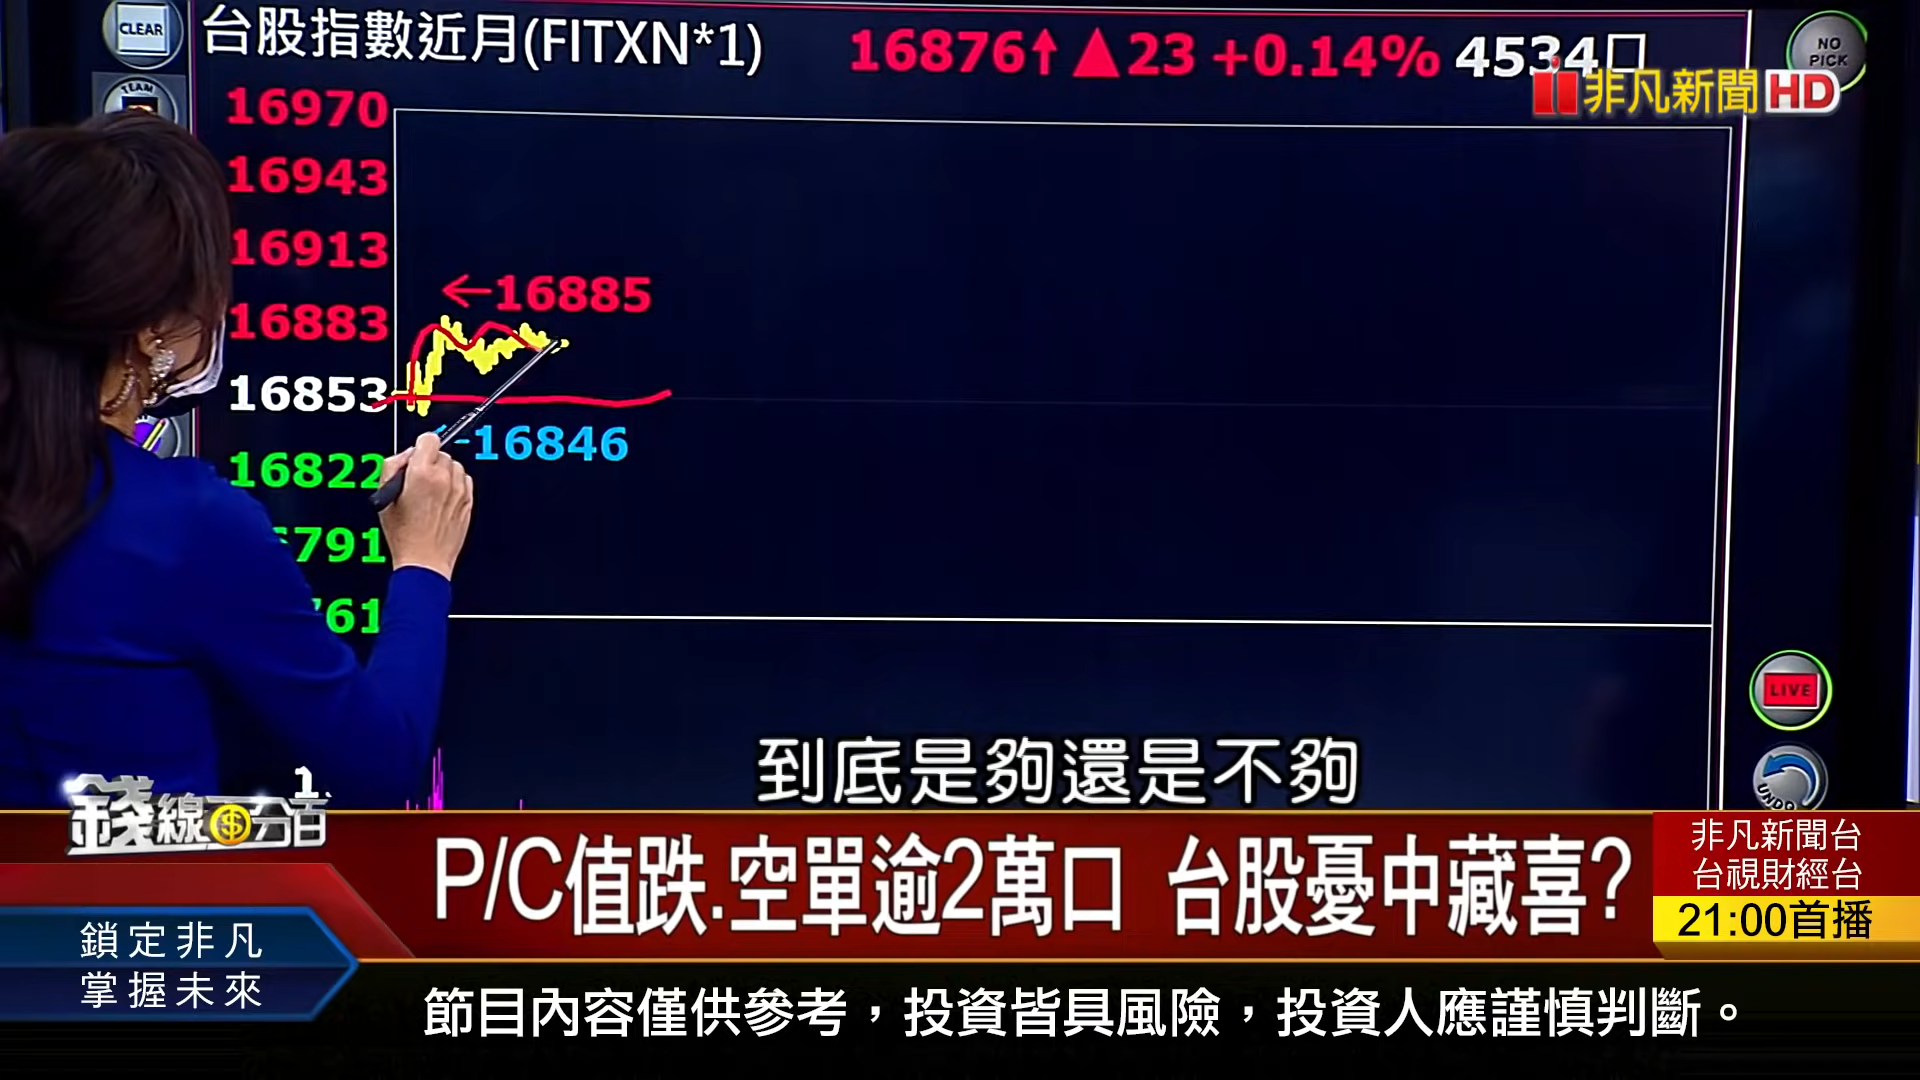 CLEAR
台股指數近月(FITXN*1)
16876↑ ▲23 +0.14% 4534口
NO
PICK
非凡新聞HD
TEAM
16970
16943
16913
16883
16853
16822
←16885
←16846
LIVE
UNDO
到底是夠還是不夠
錢線百分百
P/C值跌.空單逾2萬口 台股憂中藏喜?
非凡新聞台
台視財經台
21:00首播
鎖定非凡
掌握未來
節目內容僅供參考，投資皆具風險，投資人應謹慎判斷。